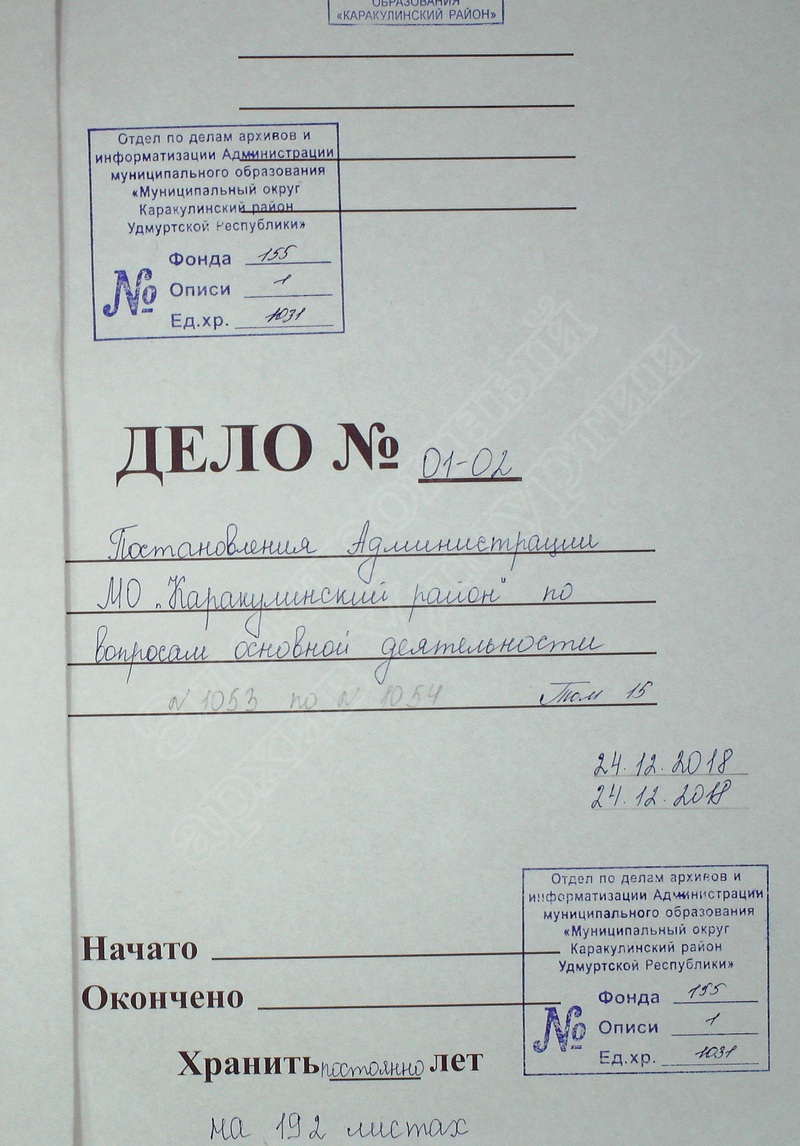 ОБРАЗОВАНИЯ
«КАРАКУЛИНСКИЙ РАЙОН»
Отдел по делам архивов и
информатизации Администрации
муниципального образования
«Муниципальный округ
Каракулинский район
Удмуртской Республики»
№
Фонда 155
Описи 1
Ед.хр. 1031
ДЕЛО № 01-02
Постановления Администрации
МО „Каракулинский район" по
вопросам основной деятельности
N 1053 по N 1054 Том 15
24.12.2018
24.12.2018
Отдел по делам архивов и
информатизации Администрации
муниципального образования
«Муниципальный округ
Каракулинский район
Удмуртской Республики»
№
Фонда 155
Описи 1
Ед.хр. 1031
Начато
Окончено
Хранить постоянно лет
на 192 листах